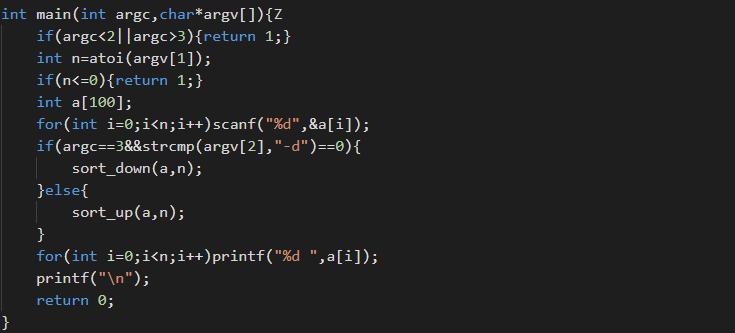 int main(int argc,char*argv[]){Z
    if(argc<2||argc>3){return 1;}
    int n=atoi(argv[1]);
    if(n<=0){return 1;}
    int a[100];
    for(int i=0;i<n;i++)scanf("%d",&a[i]);
    if(argc==3&&strcmp(argv[2],"-d")==0){
        sort_down(a,n);
    }else{
        sort_up(a,n);
    }
    for(int i=0;i<n;i++)printf("%d ",a[i]);
    printf("\n");
    return 0;
}